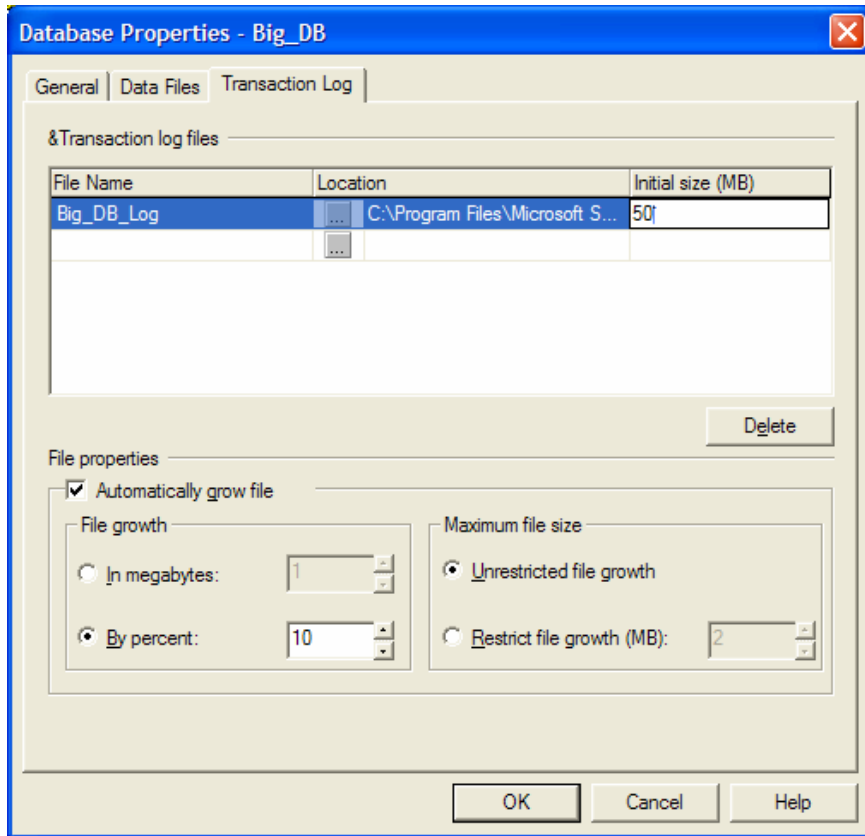 Database Properties - Big_DB
General Data Files Transaction Log
&Transaction log files
File Name Location Initial size (MB)
Big_DB_Log ... C:\Program Files\Microsoft S... 50
...
Delete
File properties
Automatically grow file
File growth Maximum file size
In megabytes: 1 Unrestricted file growth
By percent: 10 Restrict file growth (MB): 2
OK Cancel Help